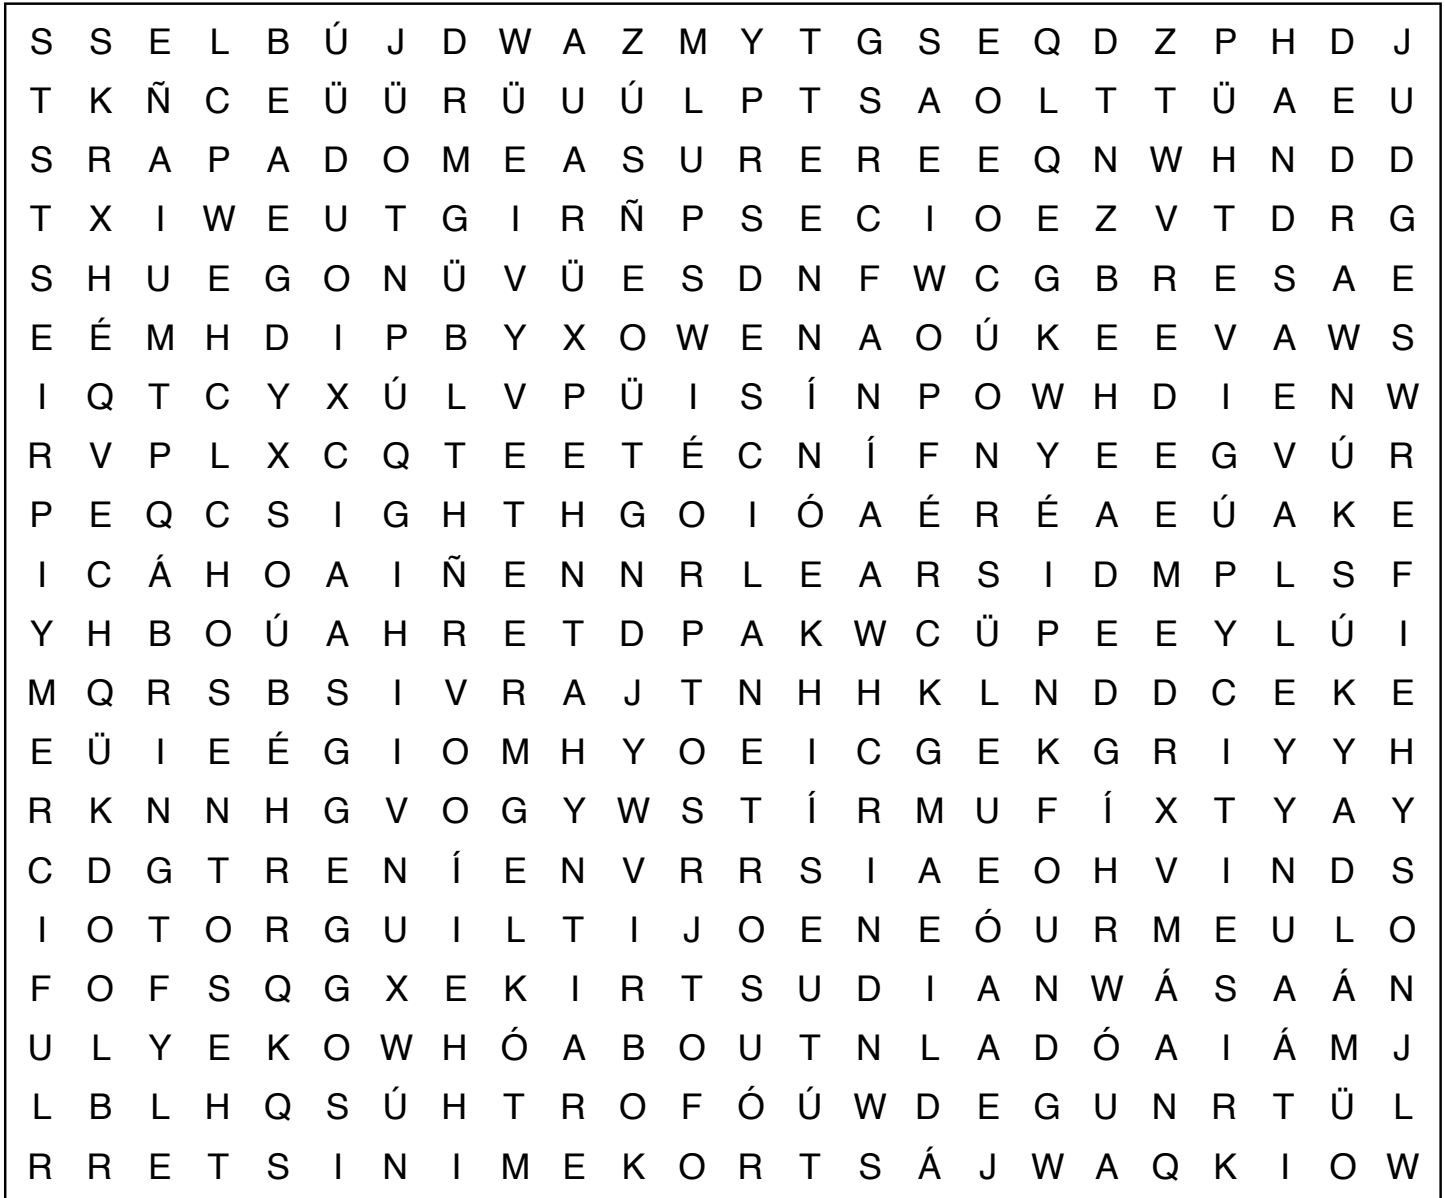 S S E L B Ú J D W A Z M Y T G S E Q D Z P H D J
T K Ñ C E Ü Ü R Ü U Ú L P T S A O L T T Ü A E U
S R A P A D O M E A S U R E R E E Q N W H N D D
T X I W E U T G I R Ñ P S E C I O E Z V T D R G
S H U E G O N Ü V Ü E S D N F W C G B R E S A E
E É M H D I P B Y X O W E N A O Ú K E E V A W S
I Q T C Y X Ú L V P Ü I S Í N P O W H D I E N W
R V P L X C Q T E E T É C N Í F N Y E E G V Ú R
P E Q C S I G H T H G O I Ó A É R É A E Ú A K E
I C Á H O A I Ñ E N N R L E A R S I D M P L S F
Y H B O Ú A H R E T D P A K W C Ü P E E Y L Ú I
M Q R S B S I V R A J T N H H K L N D D C E K E
E Ü I E É G I O M H Y O E I C G E K G R I Y Y H
R K N N H G V O G Y W S T Í R M U F Í X T Y A Y
C D G T R E N Í E N V R R S I A E O H V I N D S
I O T O R G U I L T I J O E N E Ó U R M E U L O
F O F S Q G X E K I R T S U D I A N W Á S A Á N
U L Y E K O W H Ó A B O U T N L A D Ó A I Á M J
L B L H Q S Ú H T R O F Ó Ú W D E G U N R T Ü L
R R E T S I N I M E K O R T S Á J W A Q K I O W